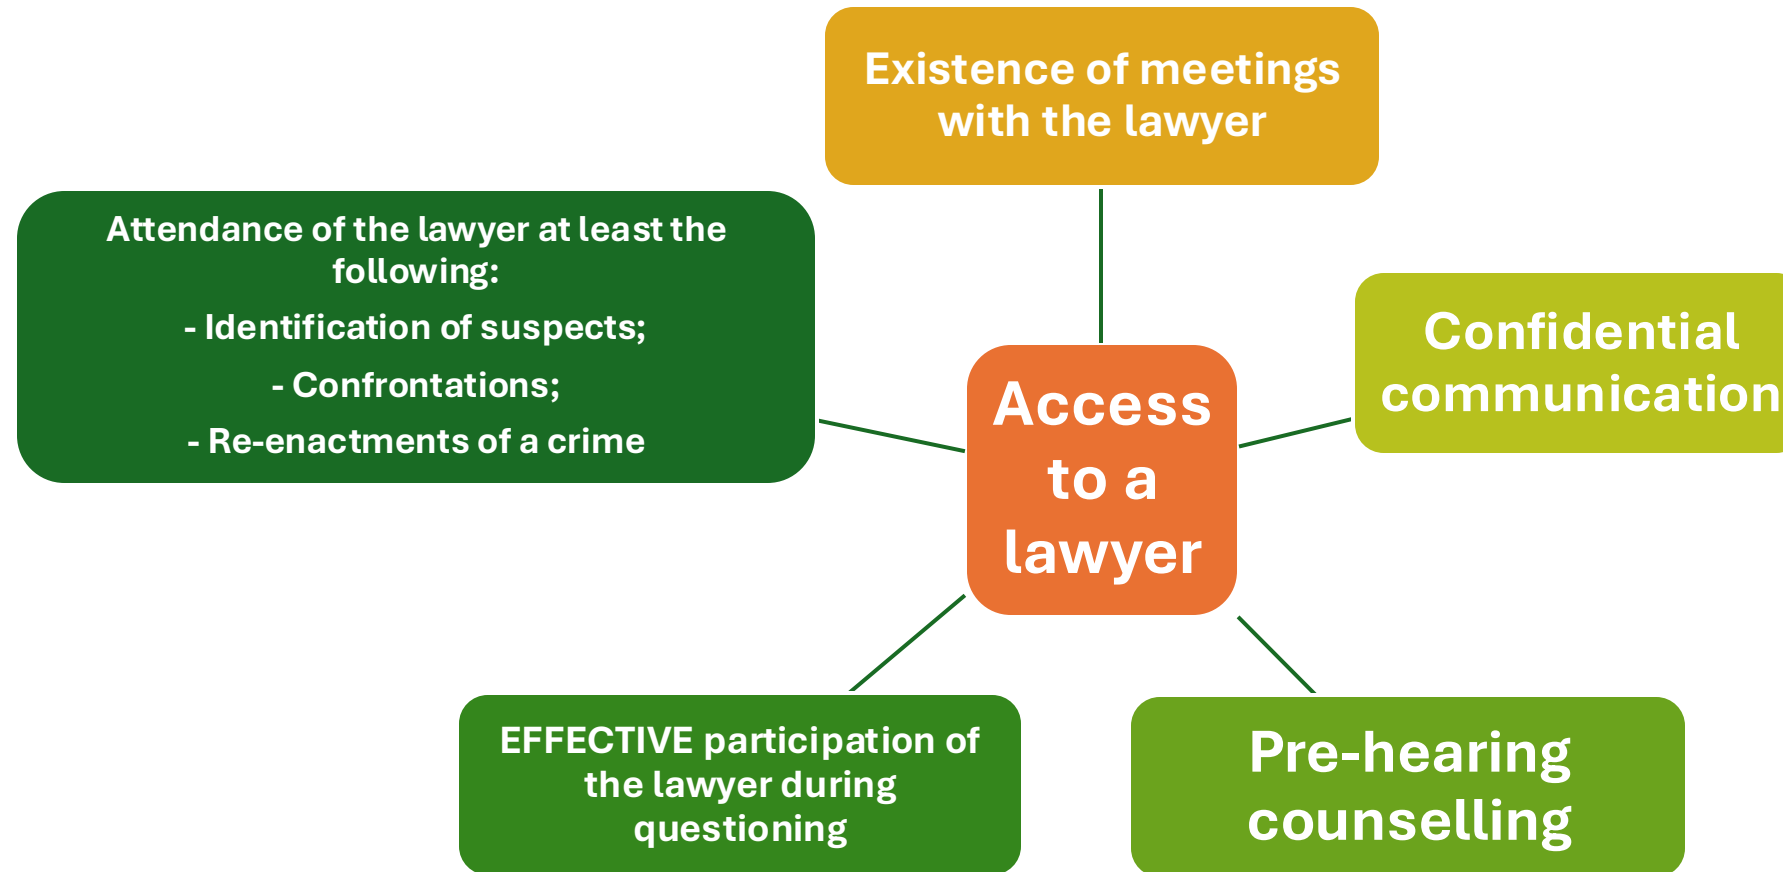 Existence of meetings
with the lawyer
Attendance of the lawyer at least the
following:
- Identification of suspects;
- Confrontations;
- Re-enactments of a crime
Confidential
communication
Access
to a
lawyer
EFFECTIVE participation of
the lawyer during
questioning
Pre-hearing
counselling